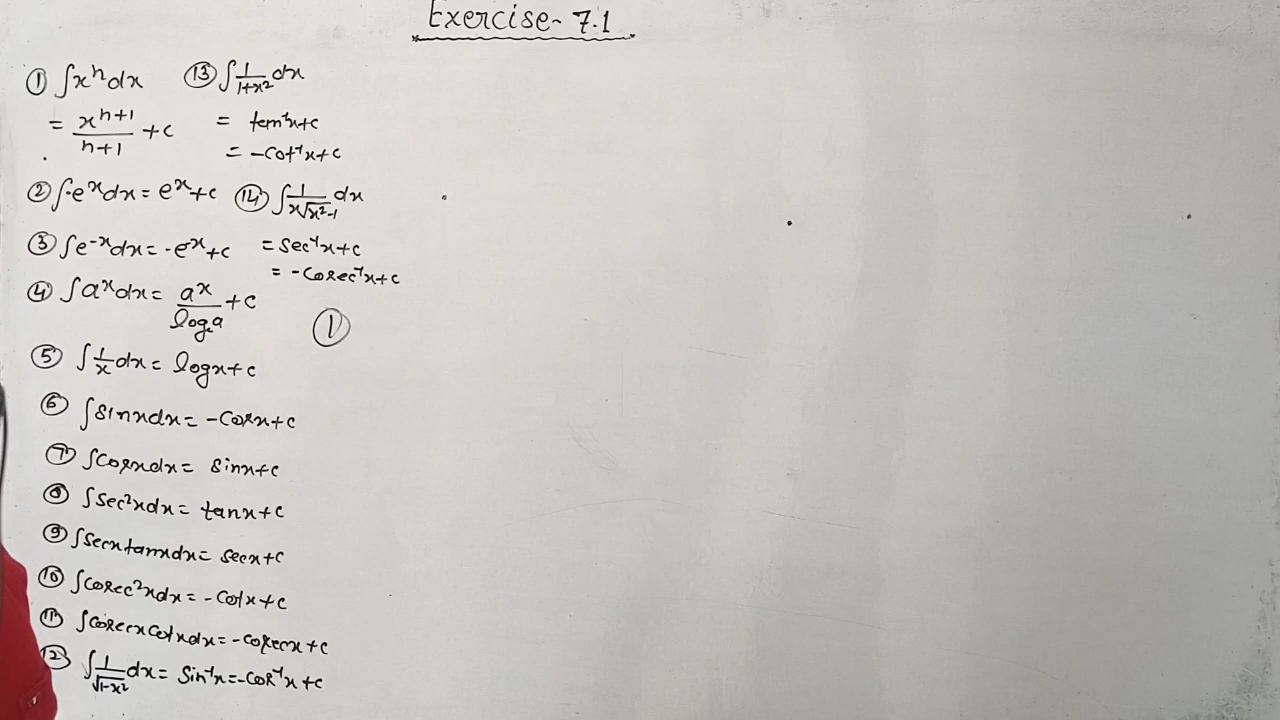 Exercise- 7.1
① ∫xⁿdx
= xⁿ⁺¹/n+1 +c
② ∫eˣdx = eˣ+c
③ ∫e⁻ˣdx = -eˣ+c
④ ∫aˣdx = aˣ/logₑa +c
⑤ ∫1/x dx = logx+c
⑥ ∫sinxdx = -cosx+c
⑦ ∫cosxdx = sinx+c
⑧ ∫sec²xdx = tanx+c
⑨ ∫secxtanxdx = secx+c
⑩ ∫cosec²xdx = -cotx+c
⑪ ∫cosecxcotxdx = -cosecx+c
⑫ ∫1/√1-x² dx = sin⁻¹x = -cos⁻¹x+c
⑬ ∫1/1+x² dx
= tan⁻¹x+c
= -cot⁻¹x+c
⑭ ∫1/x√x²-1 dx
= sec⁻¹x+c
= -cosec⁻¹x+c
①